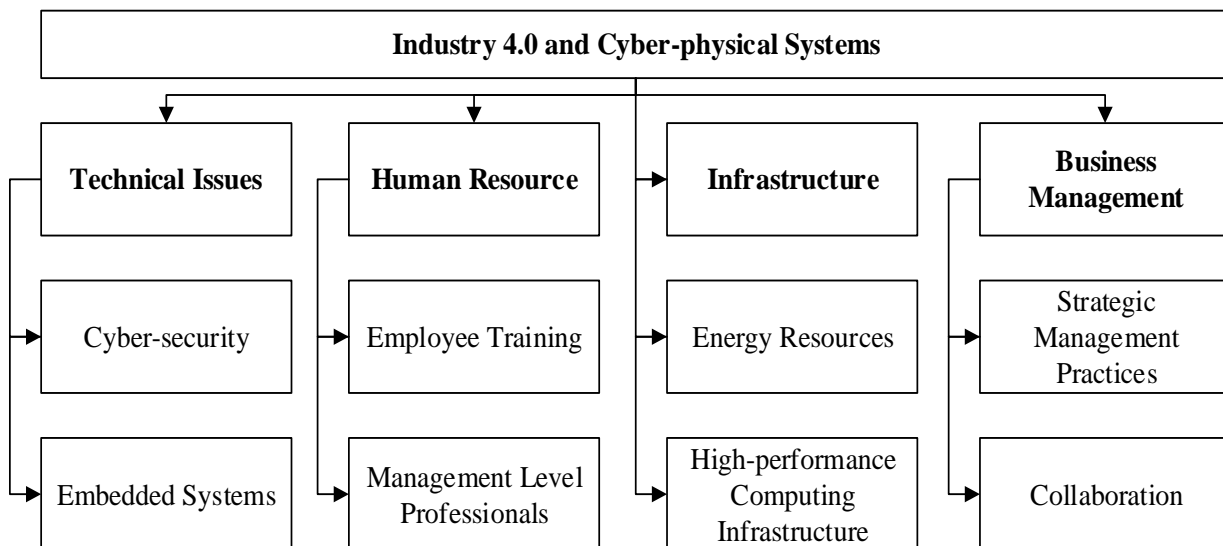 Industry 4.0 and Cyber-physical Systems
Technical Issues
Human Resource
Infrastructure
Business
Management
Cyber-security
Employee Training
Energy Resources
Strategic
Management
Practices
Embedded Systems
Management Level
Professionals
High-performance
Computing
Infrastructure
Collaboration